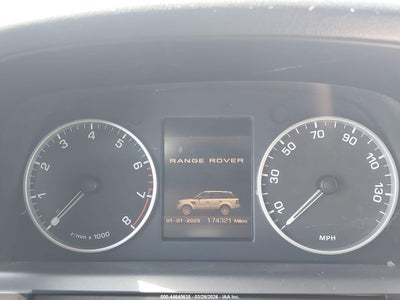 1 2 3 4 5 6 7 8
r/min x 1000
RANGE ROVER
01-01-2003 174321 Miles
10 30 50 70 90 110 130
MPH